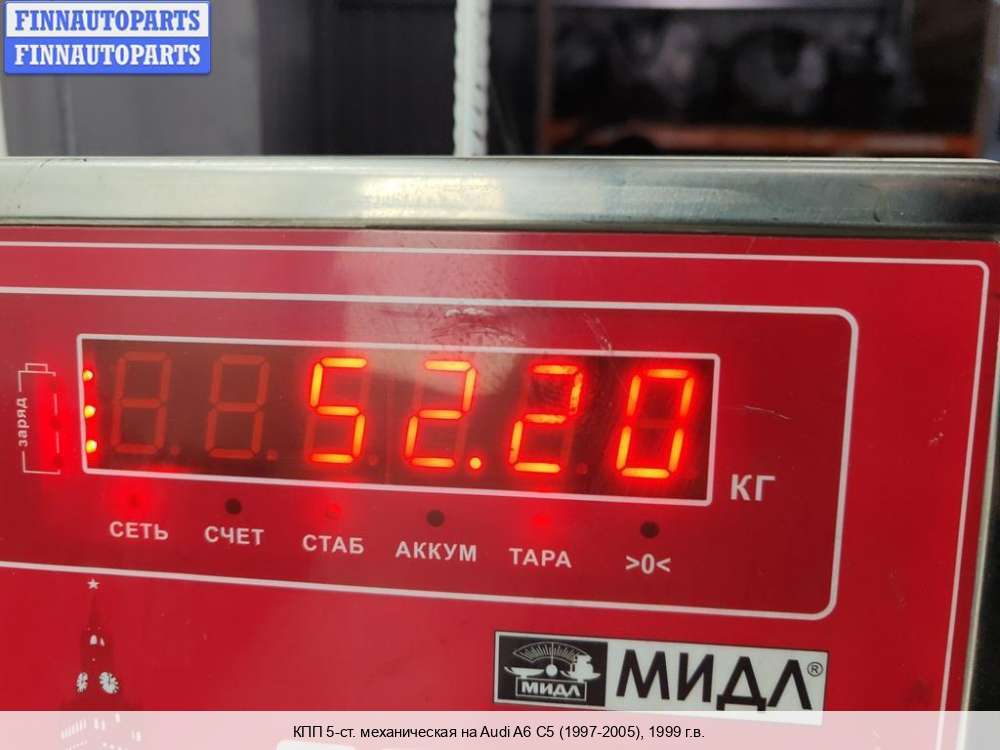 FINNAUTOPARTS
FINNAUTOPARTS
заряд
52.20
КГ
СЕТЬ
СЧЕТ
СТАБ
АККУМ
ТАРА
>0<
МИДЛ
МИДЛ®
КПП 5-ст. механическая на Audi A6 C5 (1997-2005), 1999 г.в.